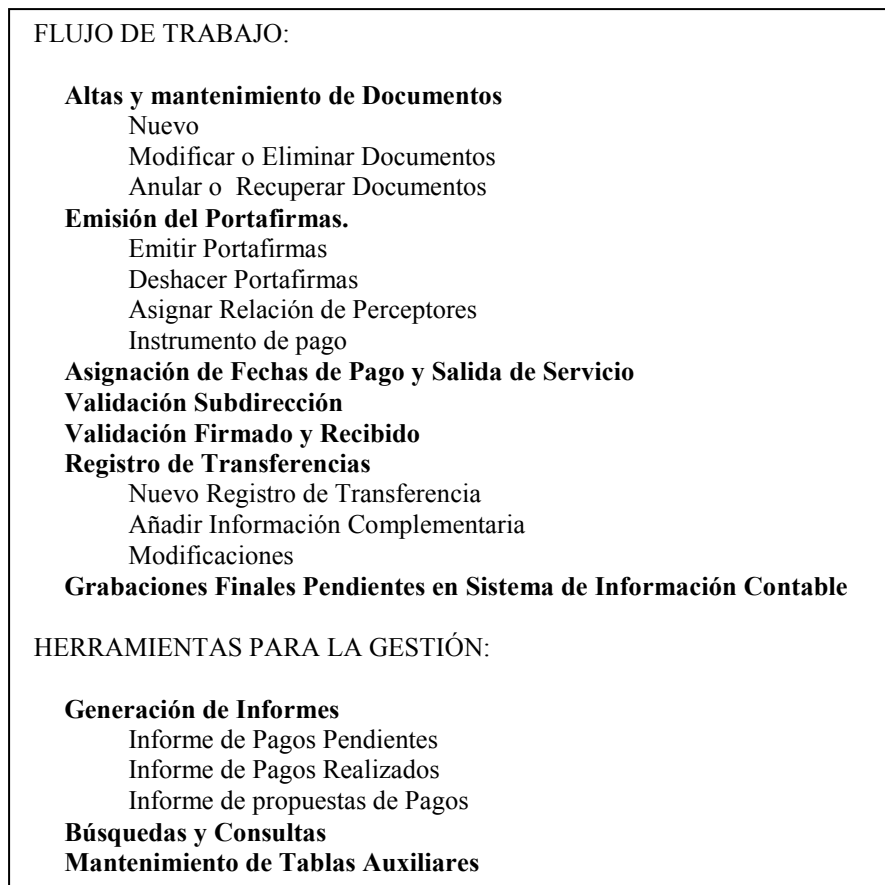 FLUJO DE TRABAJO:
Altas y mantenimiento de Documentos
Nuevo
Modificar o Eliminar Documentos
Anular o Recuperar Documentos
Emisión del Portafirmas.
Emitir Portafirmas
Deshacer Portafirmas
Asignar Relación de Perceptores
Instrumento de pago
Asignación de Fechas de Pago y Salida de Servicio
Validación Subdirección
Validación Firmado y Recibido
Registro de Transferencias
Nuevo Registro de Transferencia
Añadir Información Complementaria
Modificaciones
Grabaciones Finales Pendientes en Sistema de Información Contable
HERRAMIENTAS PARA LA GESTIÓN:
Generación de Informes
Informe de Pagos Pendientes
Informe de Pagos Realizados
Informe de propuestas de Pagos
Búsquedas y Consultas
Mantenimiento de Tablas Auxiliares